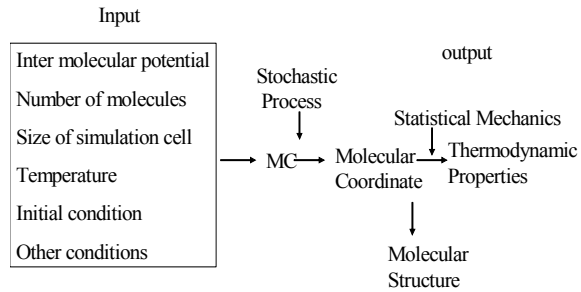 Input
Inter molecular potential
Number of molecules
Size of simulation cell
Temperature
Initial condition
Other conditions
Stochastic
Process
MC
Molecular
Coordinate
output
Statistical Mechanics
Thermodynamic
Properties
Molecular
Structure